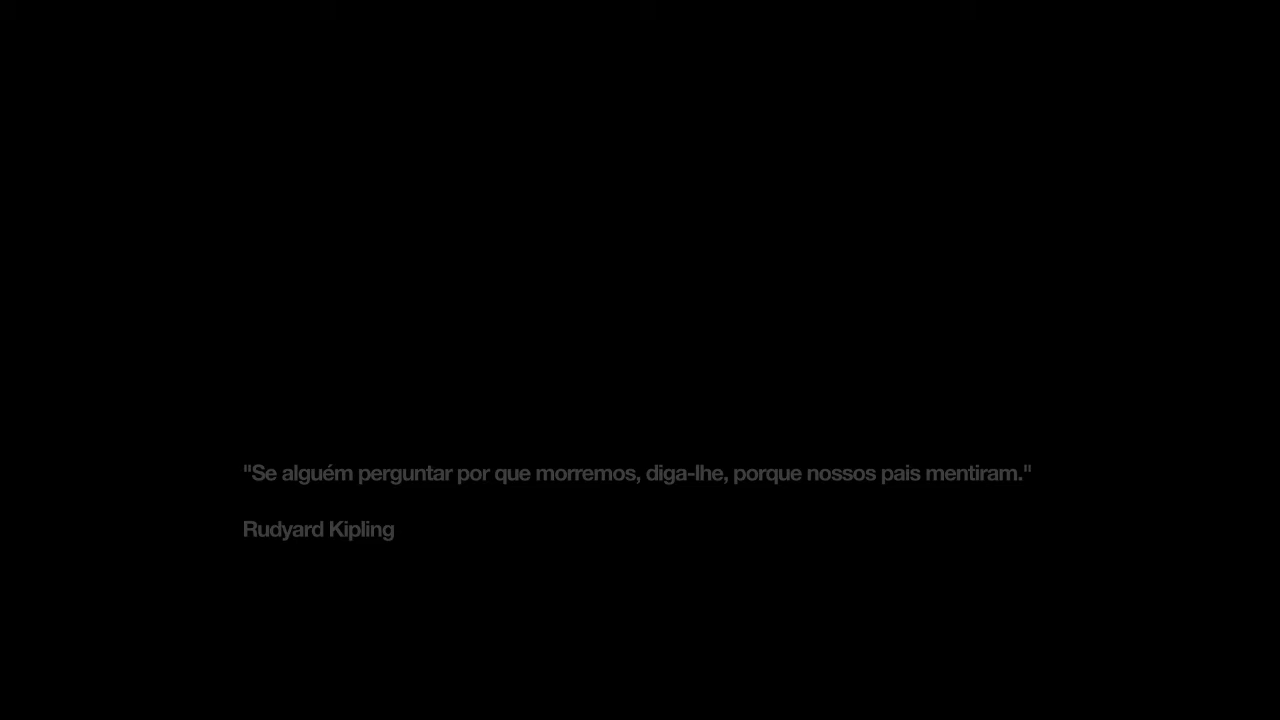 "Se alguém perguntar por que morremos, diga-lhe, porque nossos pais mentiram."
Rudyard Kipling